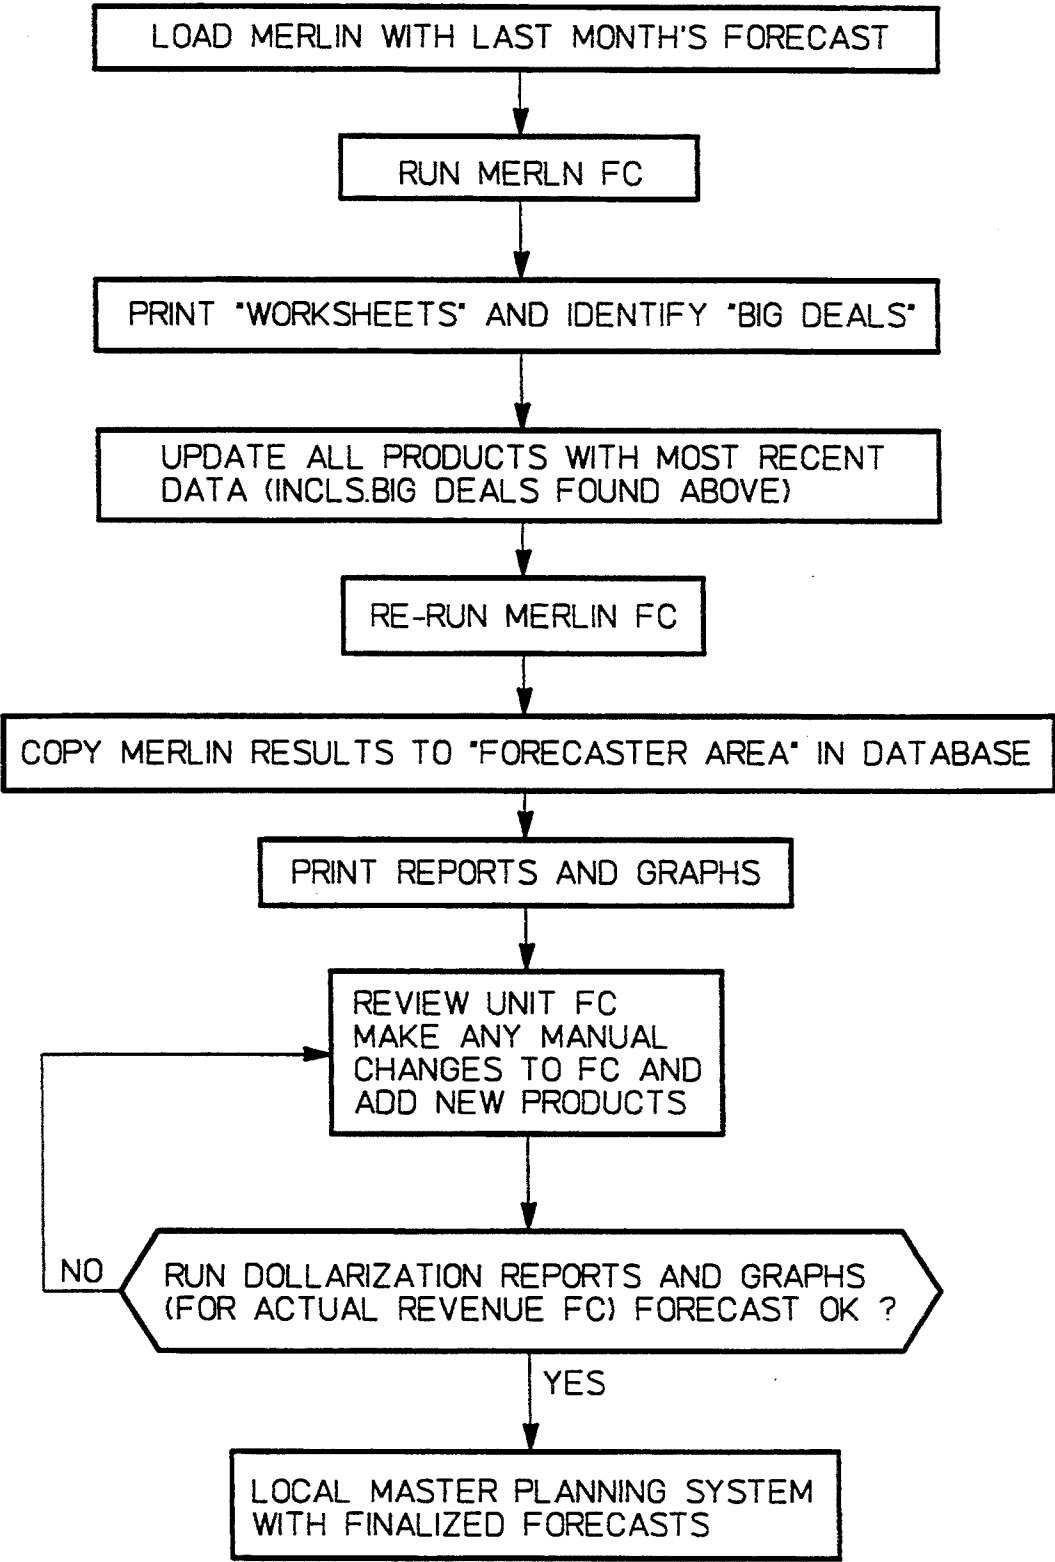 LOAD MERLIN WITH LAST MONTH'S FORECAST
RUN MERLN FC
PRINT "WORKSHEETS" AND IDENTIFY "BIG DEALS"
UPDATE ALL PRODUCTS WITH MOST RECENT
DATA (INCLS.BIG DEALS FOUND ABOVE)
RE-RUN MERLIN FC
COPY MERLIN RESULTS TO "FORECASTER AREA" IN DATABASE
PRINT REPORTS AND GRAPHS
REVIEW UNIT FC
MAKE ANY MANUAL
CHANGES TO FC AND
ADD NEW PRODUCTS
NO
RUN DOLLARIZATION REPORTS AND GRAPHS
(FOR ACTUAL REVENUE FC) FORECAST OK ?
YES
LOCAL MASTER PLANNING SYSTEM
WITH FINALIZED FORECASTS